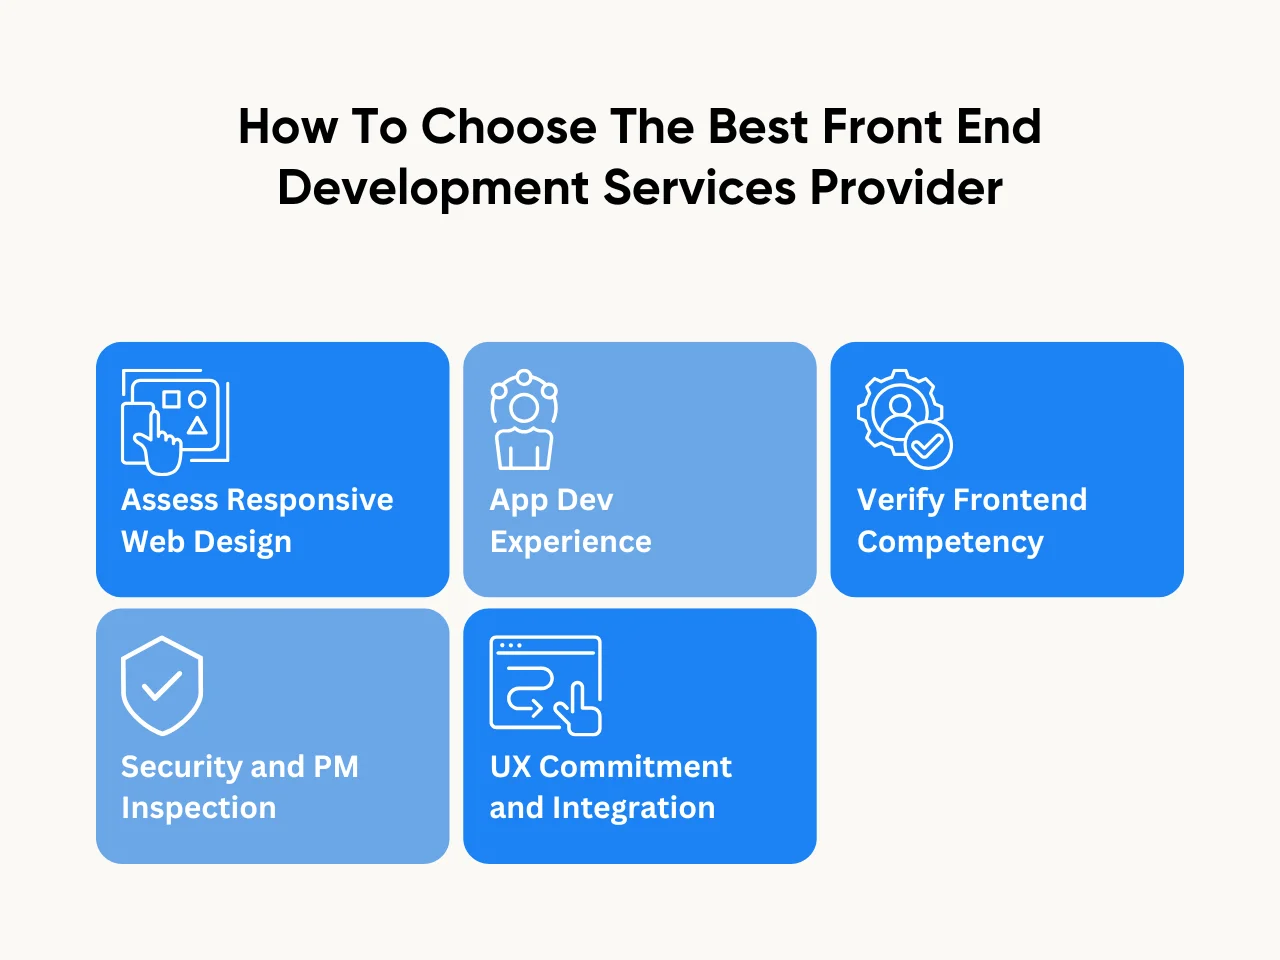 How To Choose The Best Front End
Development Services Provider
Assess Responsive
Web Design
App Dev
Experience
Verify Frontend
Competency
Security and PM
Inspection
UX Commitment
and Integration